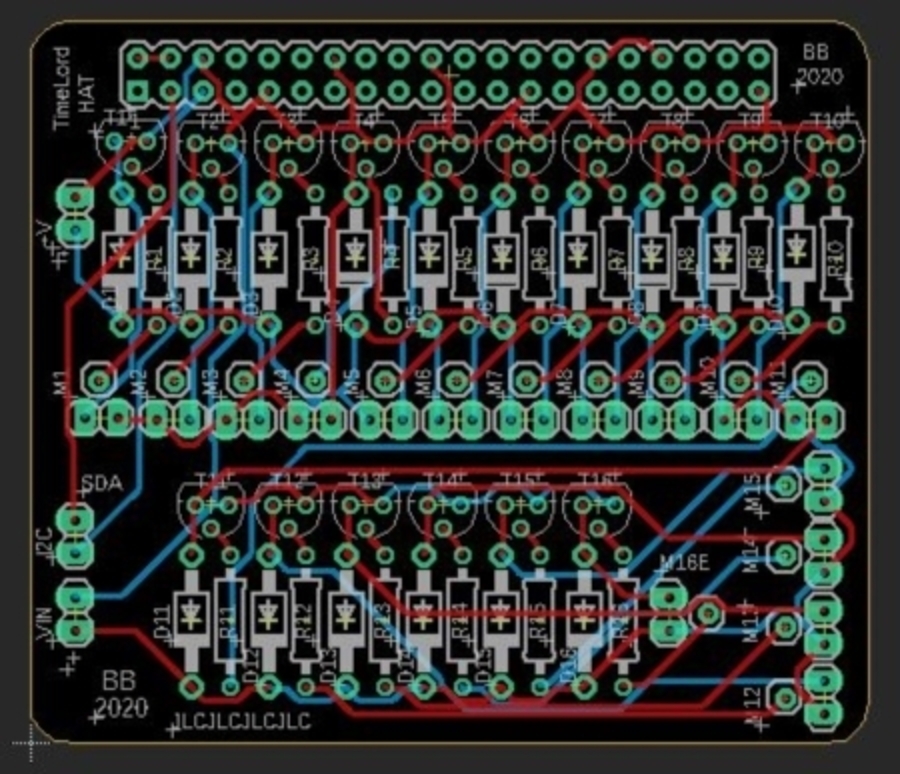 TimeLord
HAT
BB
2020
T2
T3
T4
T5
T6
T7
T8
T9
T10
+V
R1
R2
R3
R4
R5
R6
R7
R8
R9
R10
D1
D2
D3
D5
D6
D7
D8
D9
D10
M1
M2
M3
M4
M5
M6
M7
M8
M9
M10
M11
SDA
I2C
T11
T12
T13
T14
T15
T16
M15
M14
M16E
M13
VIN
D11
R11
R12
R13
R14
R15
D12
D13
D14
D15
D16
M12
BB
2020
JLCJLCJLCJLC